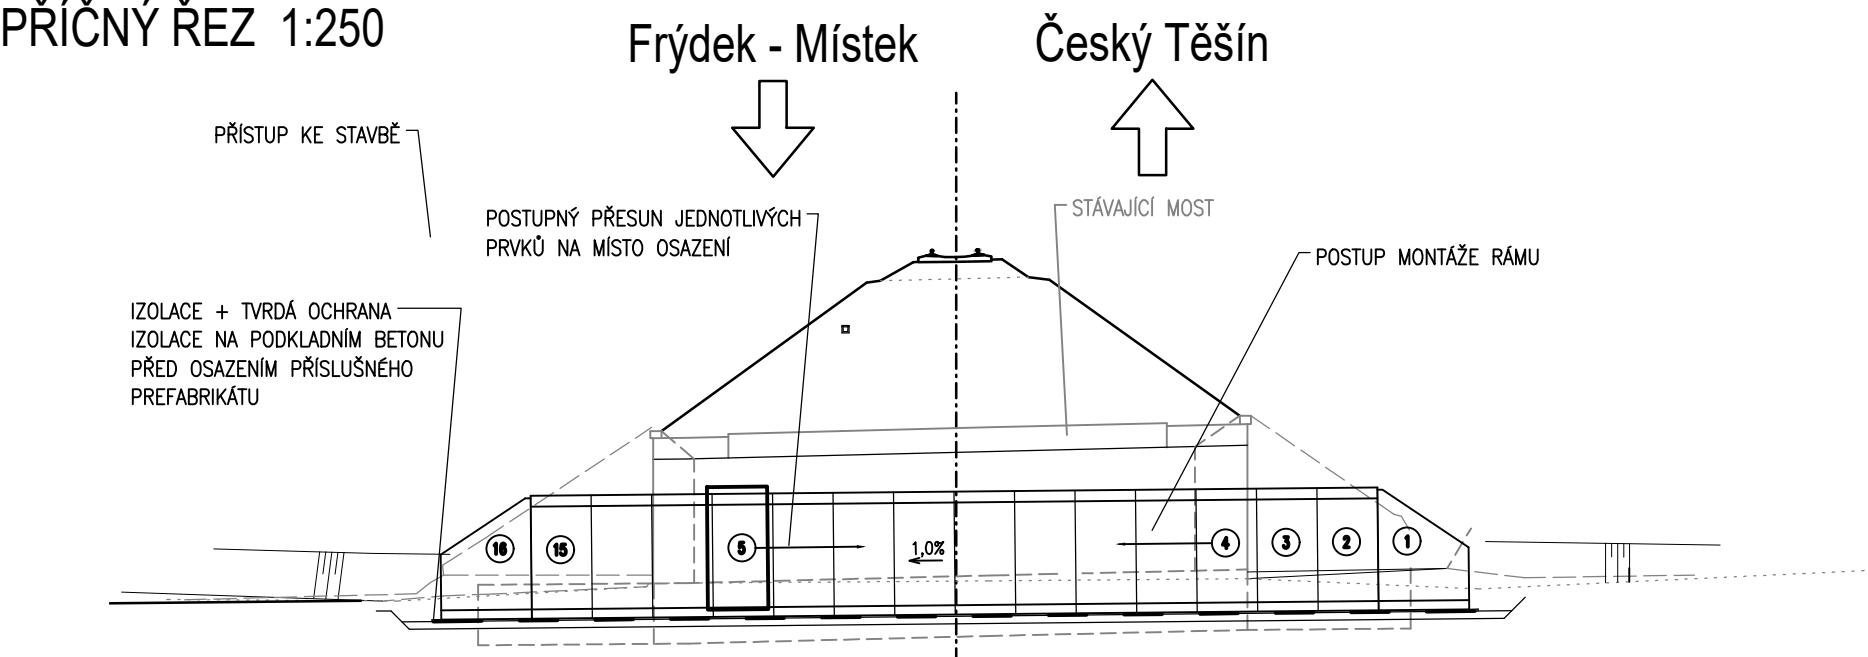 PŘÍČNÝ ŘEZ 1:250
Frýdek - Místek
Český Těšín
PŘÍSTUP KE STAVBĚ
STÁVAJÍCÍ MOST
POSTUPNÝ PŘESUN JEDNOTLIVÝCH
PRVKŮ NA MÍSTO OSAZENÍ
POSTUP MONTÁŽE RÁMU
IZOLACE + TVRDÁ OCHRANA
IZOLACE NA PODKLADNÍM BETONU
PŘED OSAZENÍM PŘÍSLUŠNÉHO
PREFABRIKÁTU
16
15
5
1,0%
4
3
2
1